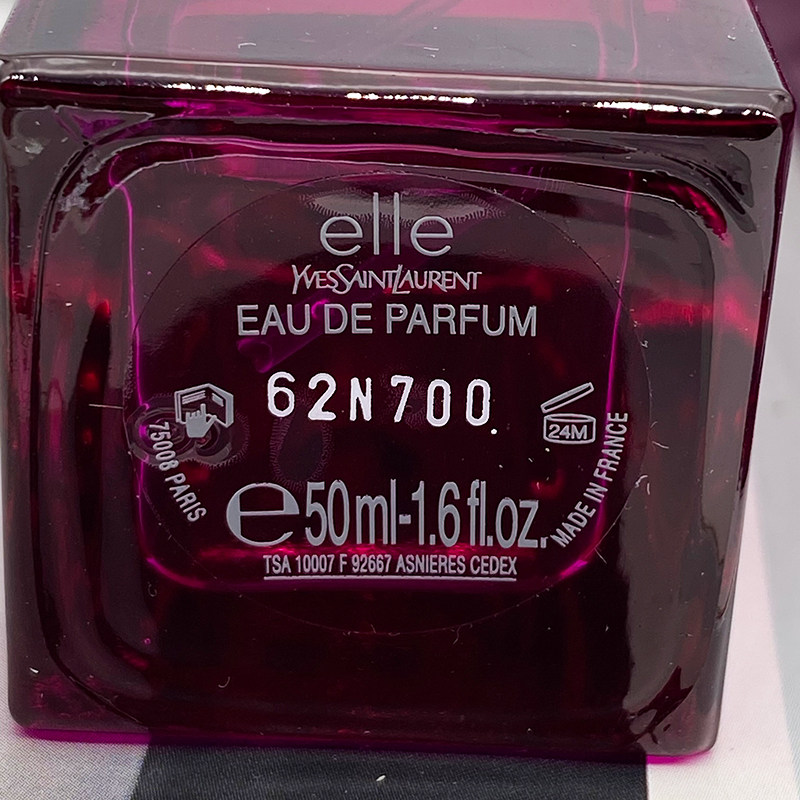 elle
YVESSAINTLAURENT
EAU DE PARFUM
62N700
24M
75008 PARIS
MADE IN FRANCE
e 50ml-1.6 fl.oz.
TSA 10007 F 92667 ASNIERES CEDEX